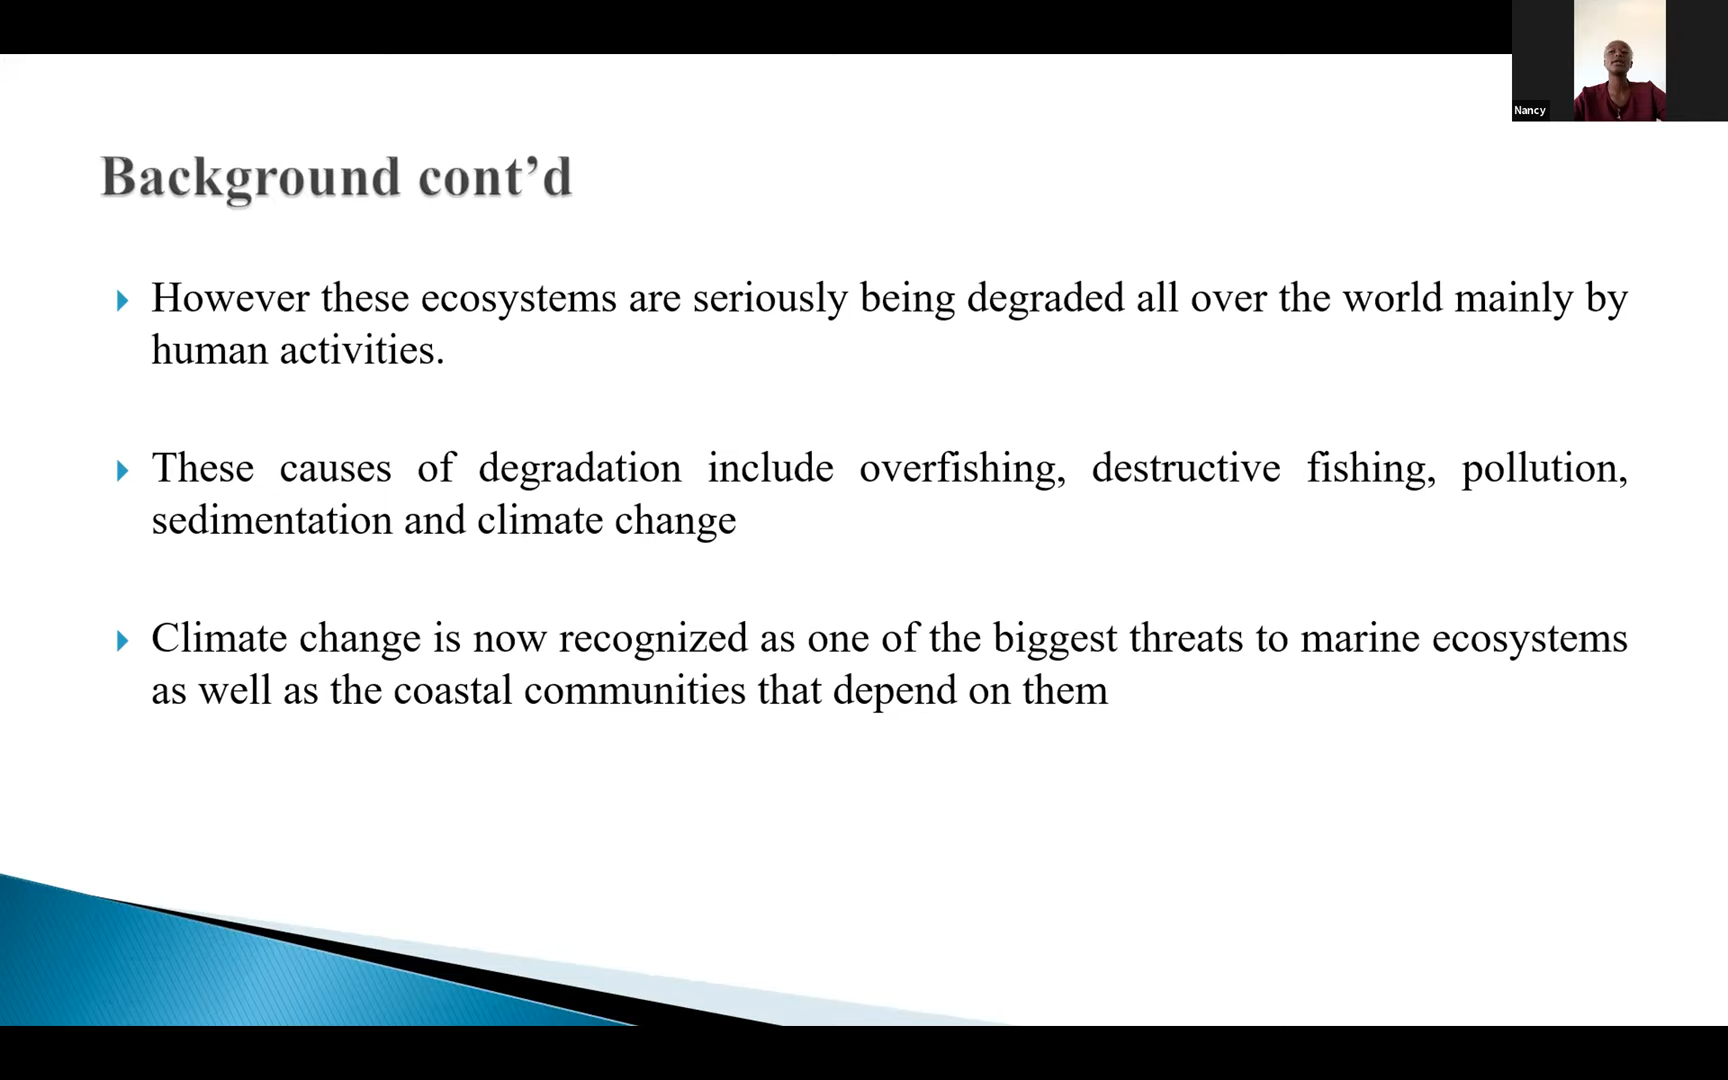 Nancy
Background cont’d
However these ecosystems are seriously being degraded all over the world mainly by
human activities.
These causes of degradation include overfishing, destructive fishing, pollution,
sedimentation and climate change
Climate change is now recognized as one of the biggest threats to marine ecosystems
as well as the coastal communities that depend on them